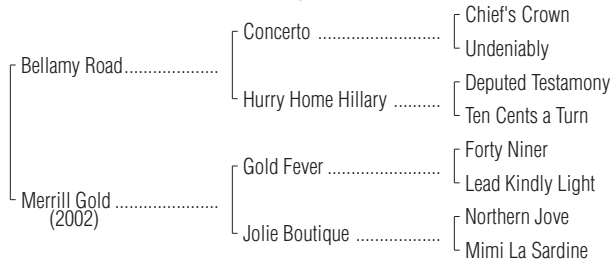 Chief's Crown
Concerto ..............................
Undeniably
Bellamy Road.......................
Deputed Testamony
Hurry Home Hillary ..........
Ten Cents a Turn
Forty Niner
Gold Fever ............................
Lead Kindly Light
Merrill Gold .........................
(2002)
Northern Jove
Jolie Boutique ....................
Mimi La Sardine